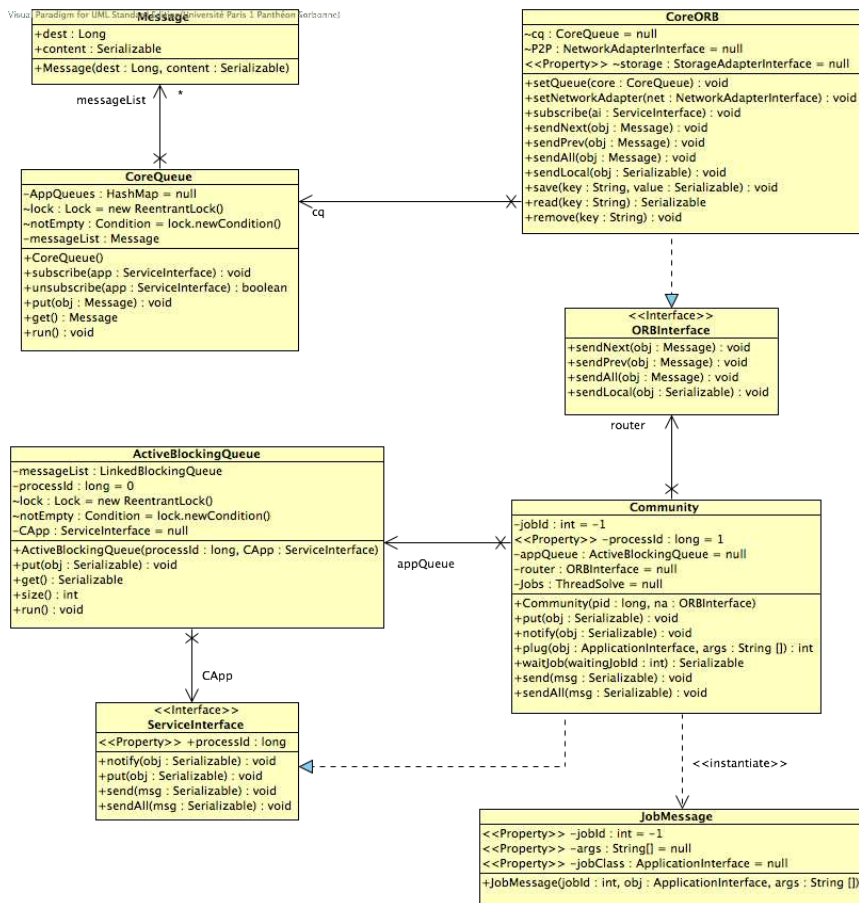 Visual Paradigm for UML Standard Edition(Université Paris 1 Panthéon Sorbonne)
Message
+dest : Long
+content : Serializable
+Message(dest : Long, content : Serializable)
messageList
*
CoreORB
~cq : CoreQueue = null
~P2P : NetworkAdapterInterface = null
<<Property>> ~storage : StorageAdapterInterface = null
+setQueue(core : CoreQueue) : void
+setNetworkAdapter(net : NetworkAdapterInterface) : void
+subscribe(ai : ServiceInterface) : void
+sendNext(obj : Message) : void
+sendPrev(obj : Message) : void
+sendAll(obj : Message) : void
+sendLocal(obj : Serializable) : void
+save(key : String, value : Serializable) : void
+read(key : String) : Serializable
+remove(key : String) : void
CoreQueue
-AppQueues : HashMap = null
~lock : Lock = new ReentrantLock()
~notEmpty : Condition = lock.newCondition()
-messageList : Message
+CoreQueue()
+subscribe(app : ServiceInterface) : void
+unsubscribe(app : ServiceInterface) : boolean
+put(obj : Message) : void
+get() : Message
+run() : void
cq
<<Interface>>
ORBInterface
+sendNext(obj : Message) : void
+sendPrev(obj : Message) : void
+sendAll(obj : Message) : void
+sendLocal(obj : Serializable) : void
router
ActiveBlockingQueue
-messageList : LinkedBlockingQueue
-processId : long = 0
~lock : Lock = new ReentrantLock()
~notEmpty : Condition = lock.newCondition()
-CApp : ServiceInterface = null
+ActiveBlockingQueue(processId : long, CApp : ServiceInterface)
+put(obj : Serializable) : void
+get() : Serializable
+size() : int
+run() : void
appQueue
Community
-jobId : int = -1
<<Property>> -processId : long = 1
-appQueue : ActiveBlockingQueue = null
-router : ORBInterface = null
-Jobs : ThreadSolve = null
+Community(pid : long, na : ORBInterface)
+put(obj : Serializable) : void
+notify(obj : Serializable) : void
+plug(obj : ApplicationInterface, args : String []) : int
+waitJob(waitingJobId : int) : Serializable
+send(msg : Serializable) : void
+sendAll(msg : Serializable) : void
CApp
<<Interface>>
ServiceInterface
<<Property>> +processId : long
+notify(obj : Serializable) : void
+put(obj : Serializable) : void
+send(msg : Serializable) : void
+sendAll(msg : Serializable) : void
<<instantiate>>
JobMessage
<<Property>> -jobId : int = -1
<<Property>> -args : String[] = null
<<Property>> -jobClass : ApplicationInterface = null
+JobMessage(jobId : int, obj : ApplicationInterface, args : String [])